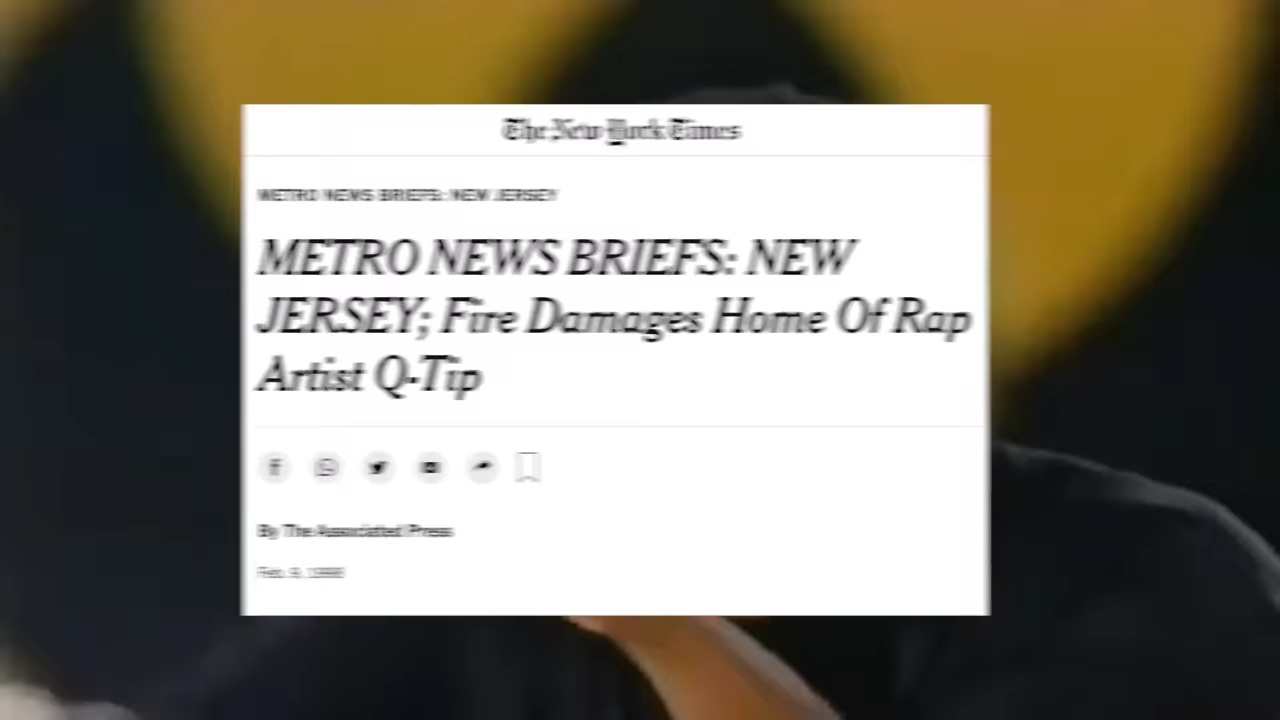 The New York Times
METRO NEWS BRIEFS: NEW JERSEY
METRO NEWS BRIEFS: NEW
JERSEY; Fire Damages Home Of Rap
Artist Q-Tip
By The Associated Press
Feb.